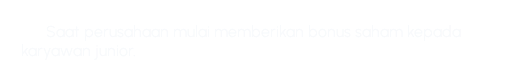 Saat perusahaan mulai memberikan bonus saham kepada
karyawan junior.